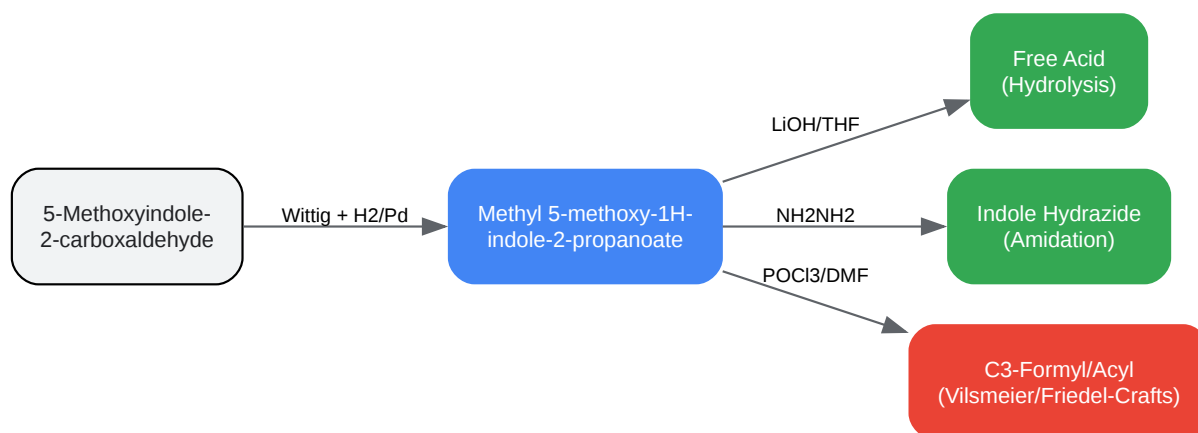 5-Methoxyindole-
2-carboxaldehyde
Wittig + H2/Pd
Methyl 5-methoxy-1H-
indole-2-propanoate
LiOH/THF
Free Acid
(Hydrolysis)
NH2NH2
Indole Hydrazide
(Amidation)
POCl3/DMF
C3-Formyl/Acyl
(Vilsmeier/Friedel-Crafts)